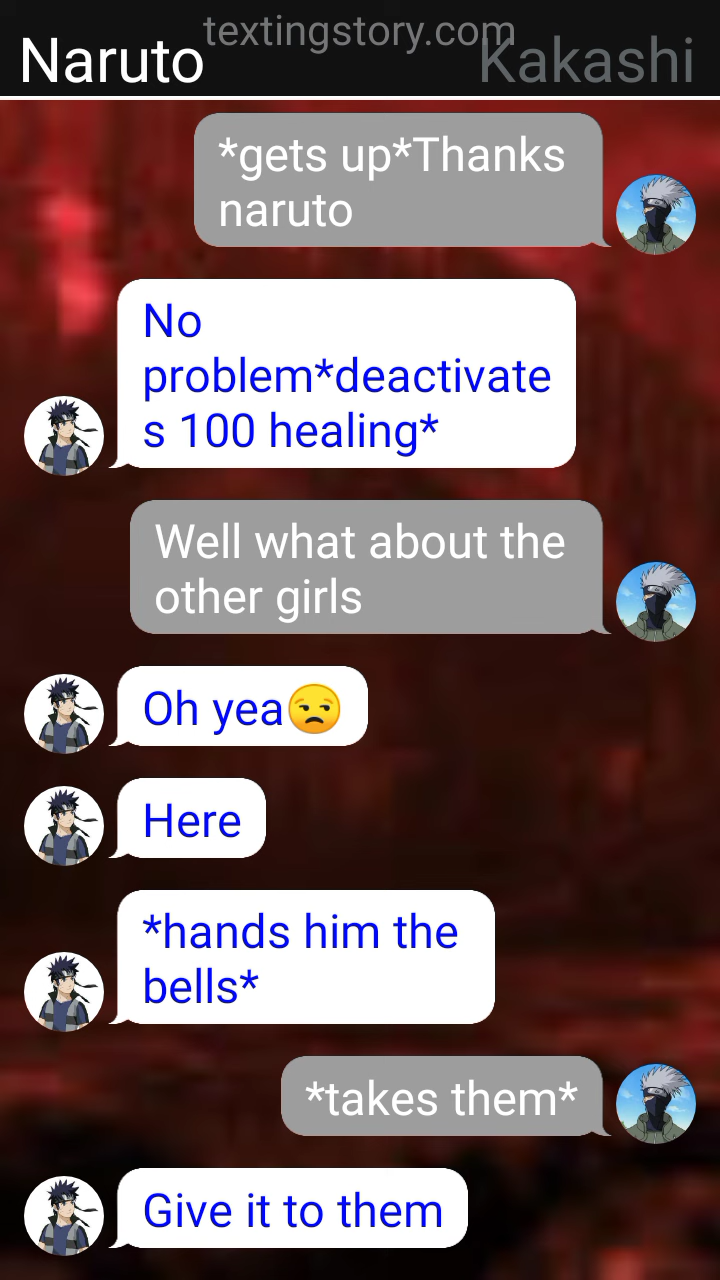 textingstory.com
Naruto
Kakashi
*gets up*Thanks
naruto
No
problem*deactivate
s 100 healing*
Well what about the
other girls
Oh yea😒
Here
*hands him the
bells*
*takes them*
Give it to them